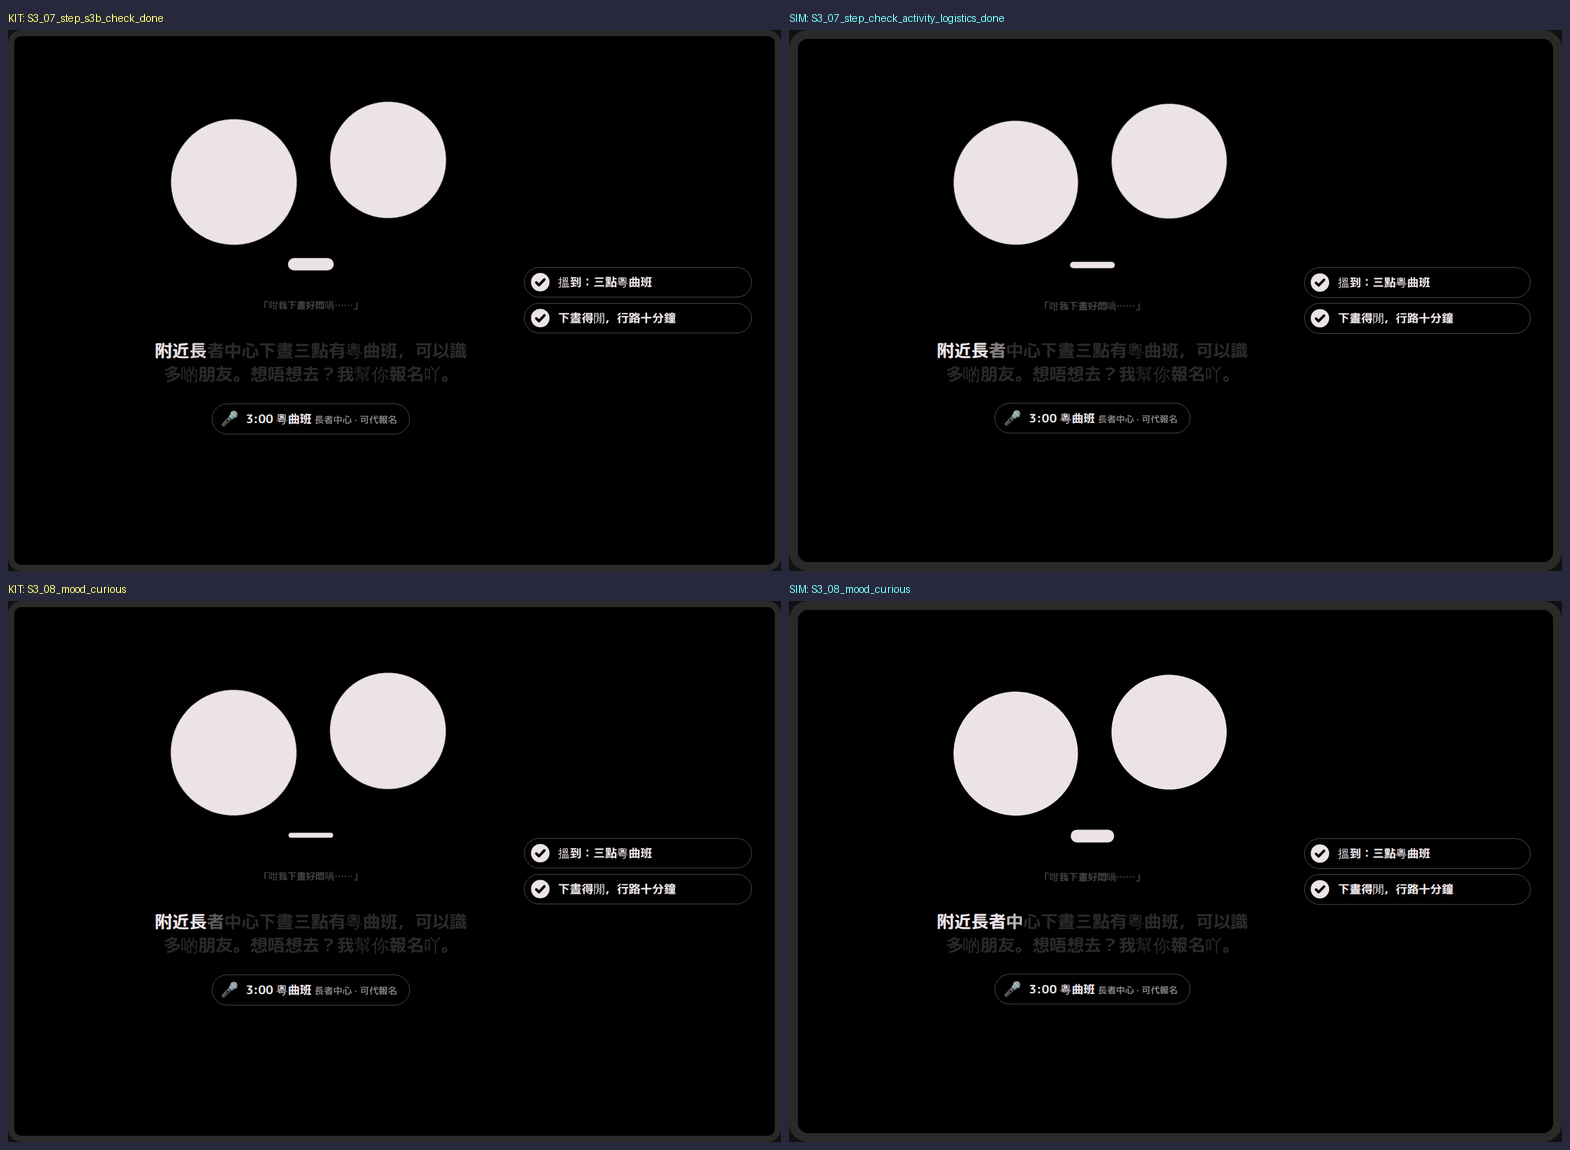 KIT: S3_07_step_s3b_check_done
「咁我下晝好悶喎⋯⋯」
附近長者中心下晝三點有粵曲班，可以識
多啲朋友。想唔想去？我幫你報名吖。
3:00 粵曲班 長者中心 · 可代報名
搵到：三點粵曲班
下晝得閒，行路十分鐘
SIM: S3_07_step_check_activity_logistics_done
「咁我下晝好悶喎⋯⋯」
附近長者中心下晝三點有粵曲班，可以識
多啲朋友。想唔想去？我幫你報名吖。
3:00 粵曲班 長者中心 · 可代報名
搵到：三點粵曲班
下晝得閒，行路十分鐘
KIT: S3_08_mood_curious
「咁我下晝好悶喎⋯⋯」
附近長者中心下晝三點有粵曲班，可以識
多啲朋友。想唔想去？我幫你報名吖。
3:00 粵曲班 長者中心 · 可代報名
搵到：三點粵曲班
下晝得閒，行路十分鐘
SIM: S3_08_mood_curious
「咁我下晝好悶喎⋯⋯」
附近長者中心下晝三點有粵曲班，可以識
多啲朋友。想唔想去？我幫你報名吖。
3:00 粵曲班 長者中心 · 可代報名
搵到：三點粵曲班
下晝得閒，行路十分鐘